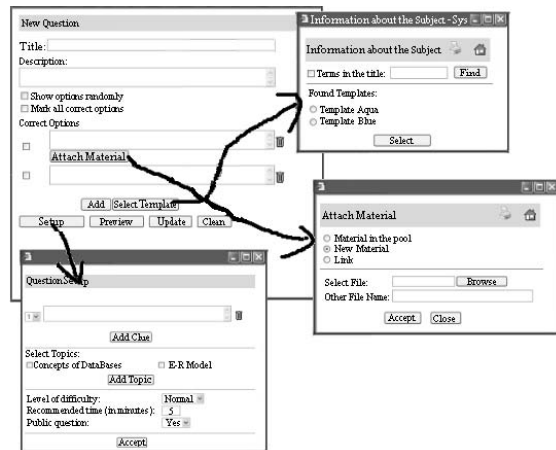 New Question
Title:
Description:
Show options randomly
Mark all correct options
Correct Options
Attach Material
Add Select Template
Setup Preview Update Clean
Information about the Subject - Sys
Information about the Subject
Terms in the title: Find
Found Templates:
Template Aqua
Template Blue
Select
Attach Material
Material in the pool
New Material
Link
Select File: Browse
Other File Name:
Accept Close
Question Setup
1
Add Clue
Select Topics:
Concepts of DataBases E-R Model
Add Topic
Level of difficulty: Normal
Recommended time (in minutes): 5
Public question: Yes
Accept